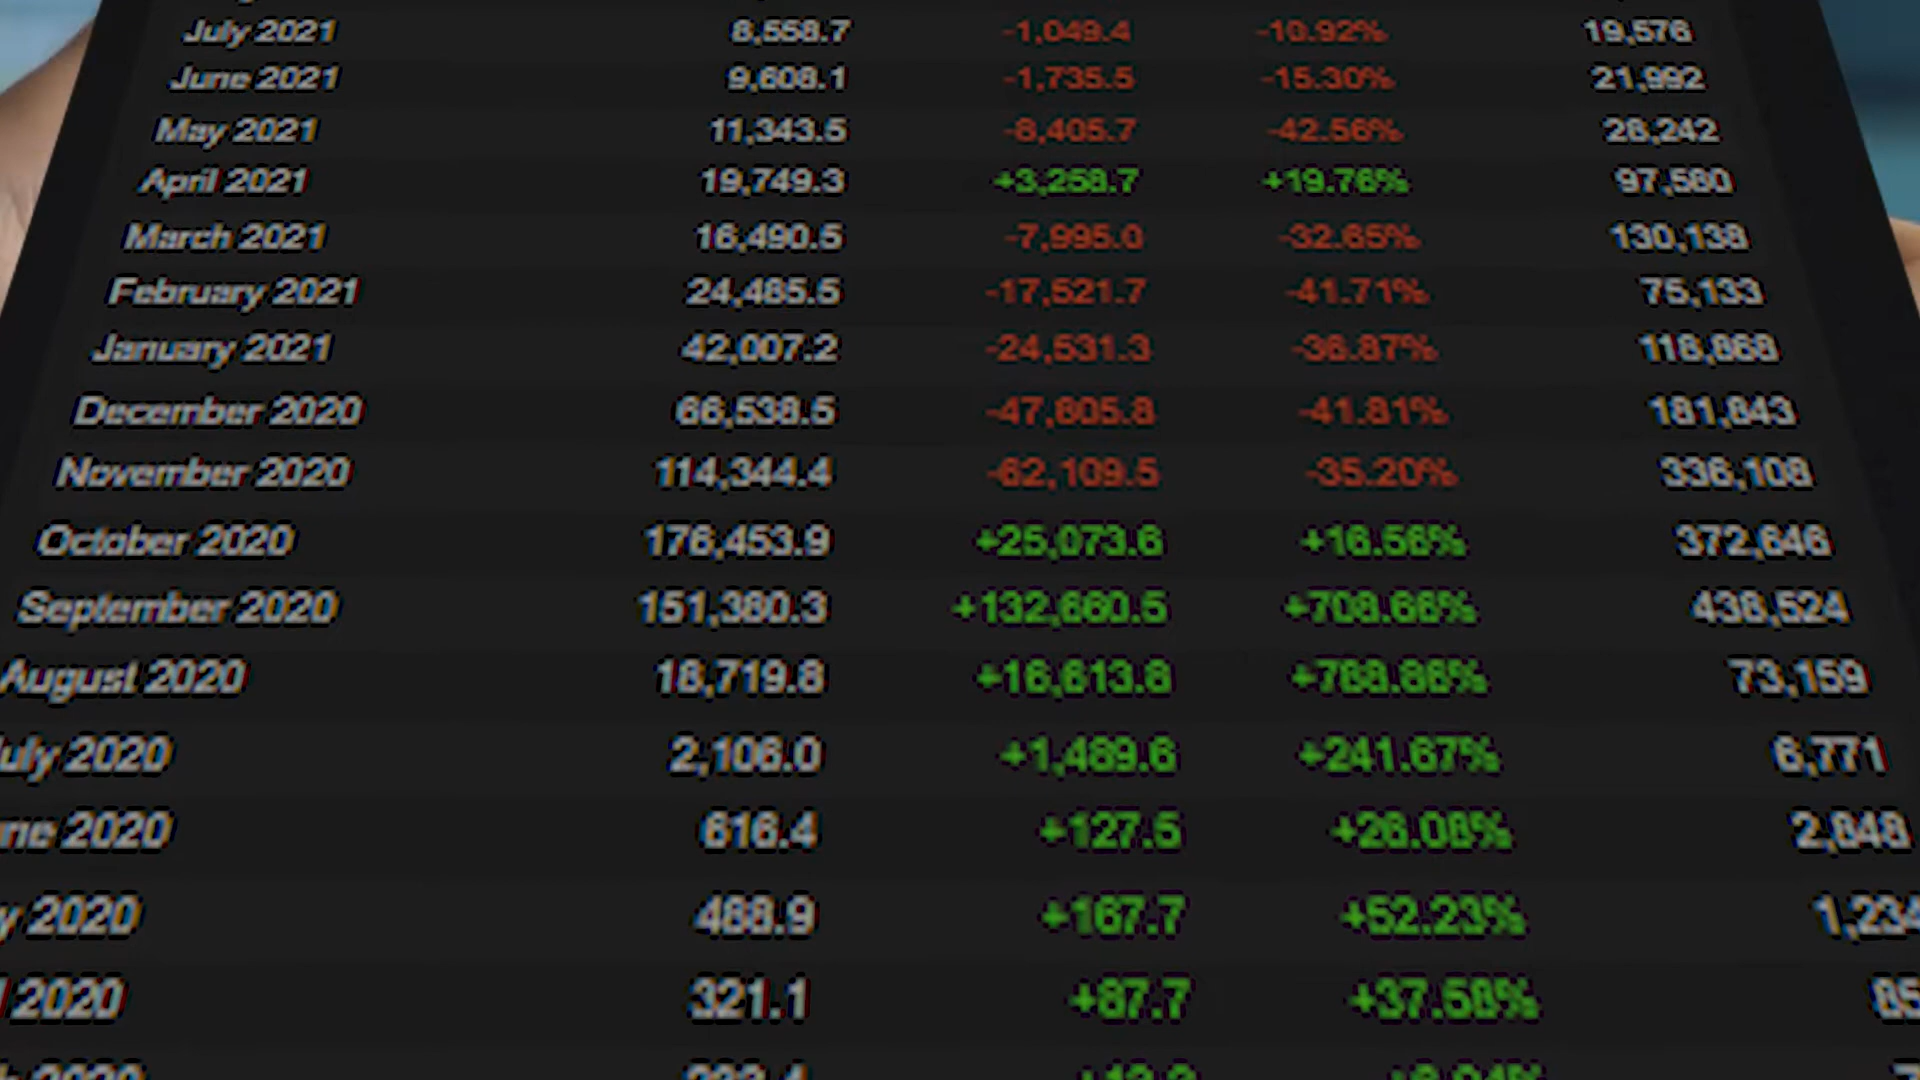 July 2021 8,558.7 -1,049.4 -10.92% 19,576
June 2021 9,608.1 -1,735.5 -15.30% 21,992
May 2021 11,343.5 -8,405.7 -42.56% 28,242
April 2021 19,749.3 +3,258.7 +19.76% 97,580
March 2021 16,490.5 -7,995.0 -32.65% 130,138
February 2021 24,485.5 -17,521.7 -41.71% 75,133
January 2021 42,007.2 -24,531.3 -36.87% 118,868
December 2020 66,538.5 -47,805.8 -41.81% 181,843
November 2020 114,344.4 -62,109.5 -35.20% 336,108
October 2020 176,453.9 +25,073.6 +16.56% 372,646
September 2020 151,380.3 +132,660.5 +708.66% 438,524
August 2020 18,719.8 +16,613.8 +788.86% 73,159
uly 2020 2,106.0 +1,489.6 +241.67% 6,771
ne 2020 616.4 +127.5 +26.08% 2,848
y 2020 488.9 +167.7 +52.23% 1,234
2020 321.1 +87.7 +37.58% 85